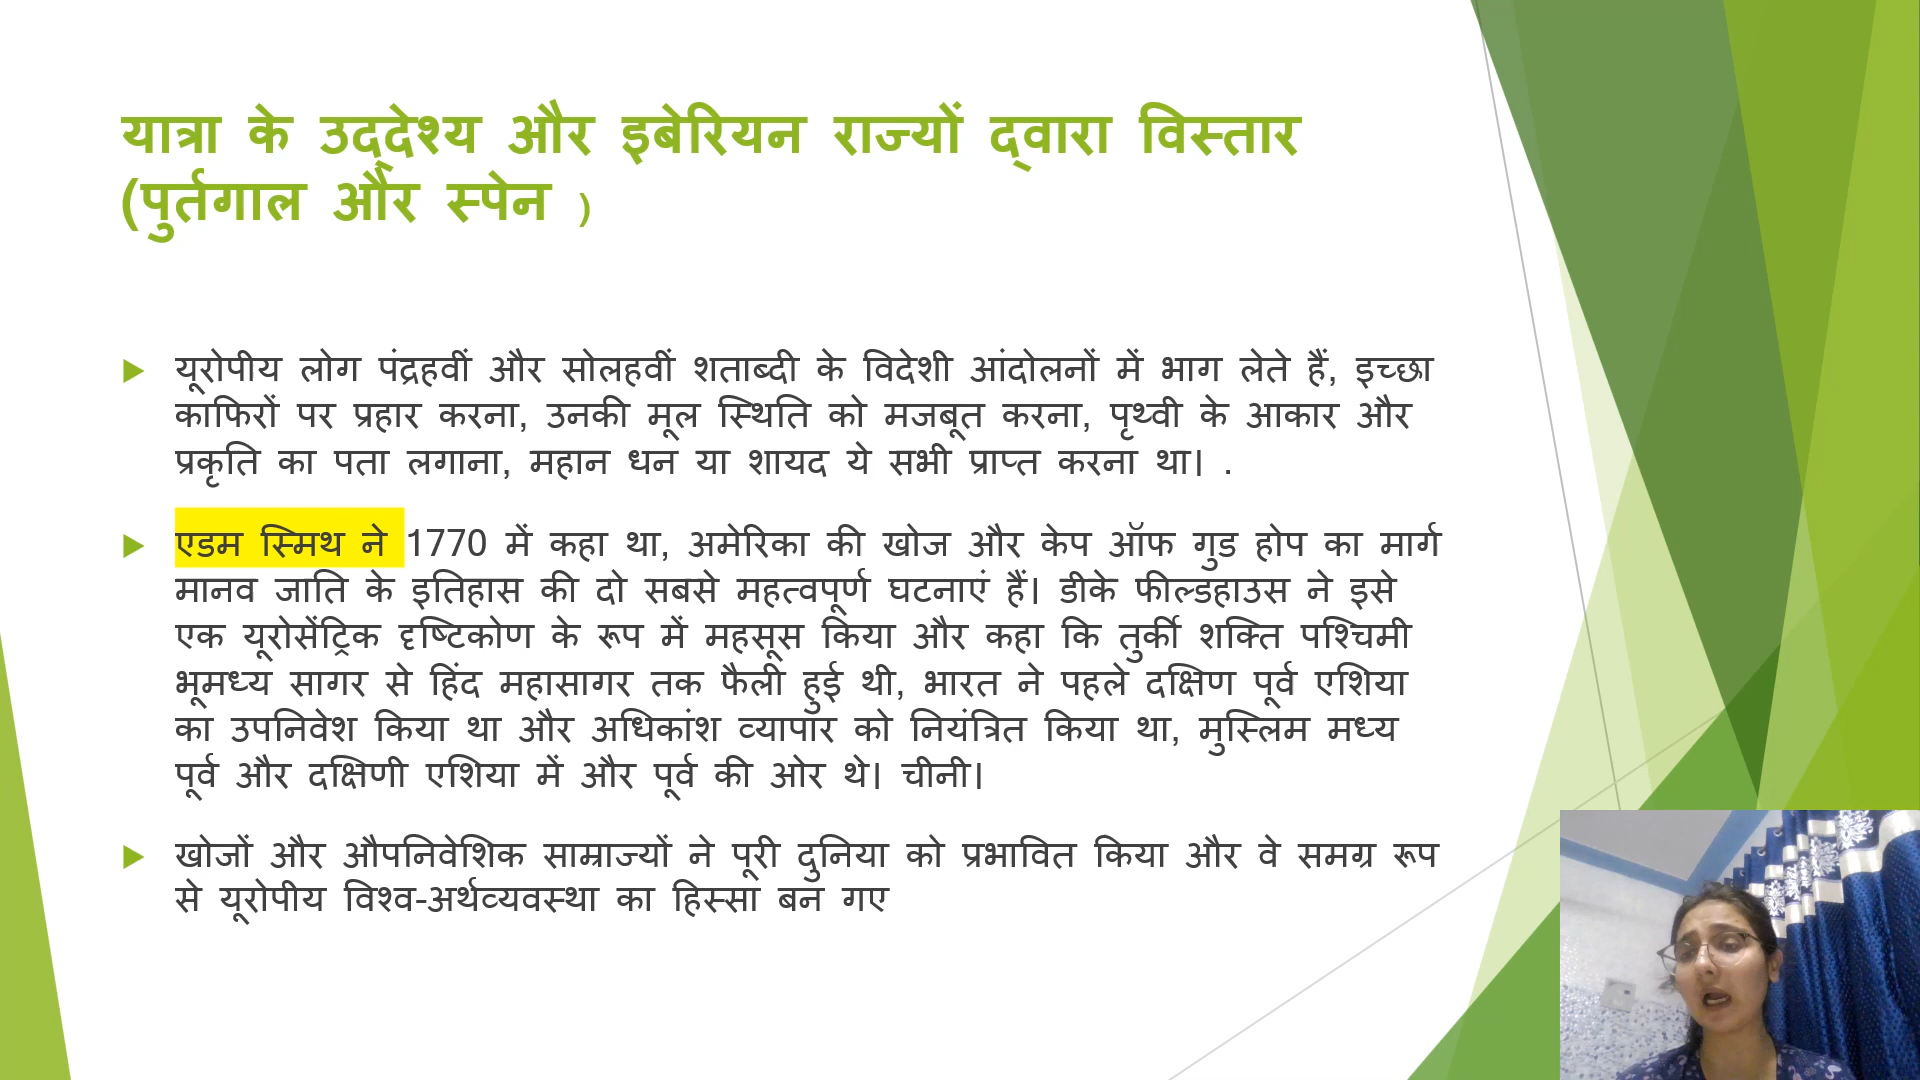 यात्रा के उद्देश्य और इबेरियन राज्यों द्वारा विस्तार
(पुर्तगाल और स्पेन )
यूरोपीय लोग पंद्रहवीं और सोलहवीं शताब्दी के विदेशी आंदोलनों में भाग लेते हैं, इच्छा
काफिरों पर प्रहार करना, उनकी मूल स्थिति को मजबूत करना, पृथ्वी के आकार और
प्रकृति का पता लगाना, महान धन या शायद ये सभी प्राप्त करना था। .
एडम स्मिथ ने 1770 में कहा था, अमेरिका की खोज और केप ऑफ गुड होप का मार्ग
मानव जाति के इतिहास की दो सबसे महत्वपूर्ण घटनाएं हैं। डीके फील्डहाउस ने इसे
एक यूरोसेंट्रिक दृष्टिकोण के रूप में महसूस किया और कहा कि तुर्की शक्ति पश्चिमी
भूमध्य सागर से हिंद महासागर तक फैली हुई थी, भारत ने पहले दक्षिण पूर्व एशिया
का उपनिवेश किया था और अधिकांश व्यापार को नियंत्रित किया था, मुस्लिम मध्य
पूर्व और दक्षिणी एशिया में और पूर्व की ओर थे। चीनी।
खोजों और औपनिवेशिक साम्राज्यों ने पूरी दुनिया को प्रभावित किया और वे समग्र रूप
से यूरोपीय विश्व-अर्थव्यवस्था का हिस्सा बन गए